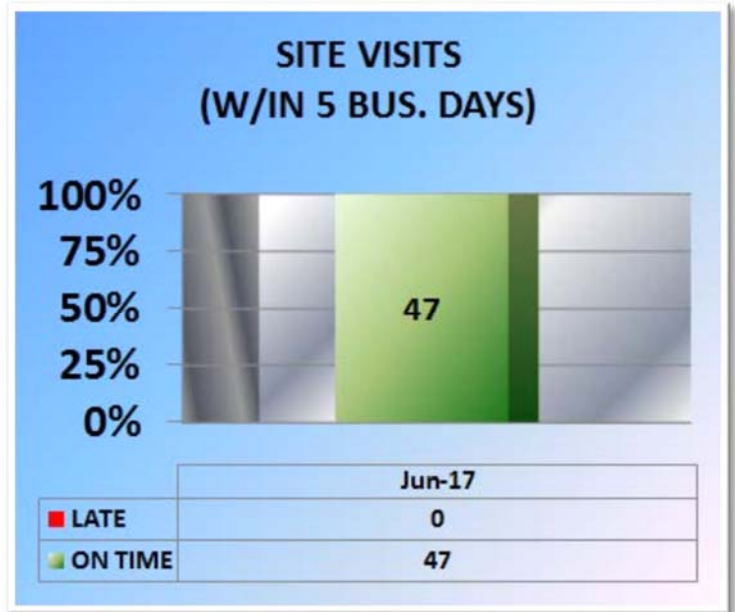 SITE VISITS
(W/IN 5 BUS. DAYS)
100%
75%
50%
25%
0%
47
Jun-17
LATE 0
ON TIME 47